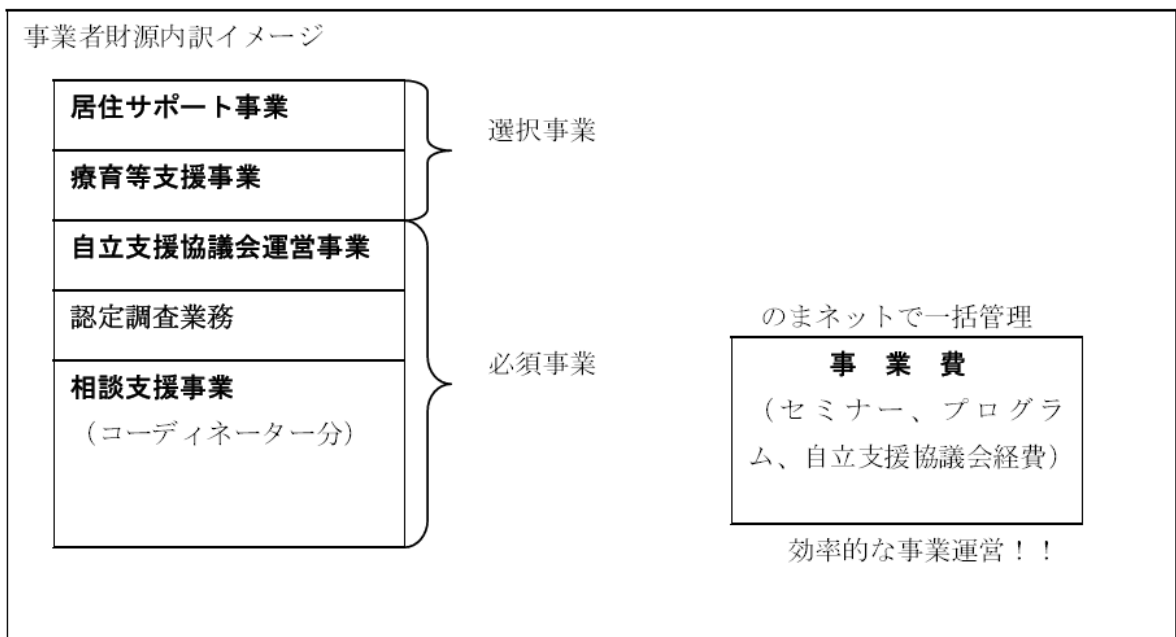 事業者財源内訳イメージ
居住サポート事業
選択事業
療育等支援事業
自立支援協議会運営事業
認定調査業務
必須事業
相談支援事業
（コーディネーター分）
のまネットで一括管理
事　業　費
（セミナー、プログラ
ム、自立支援協議会経費）
効率的な事業運営！！